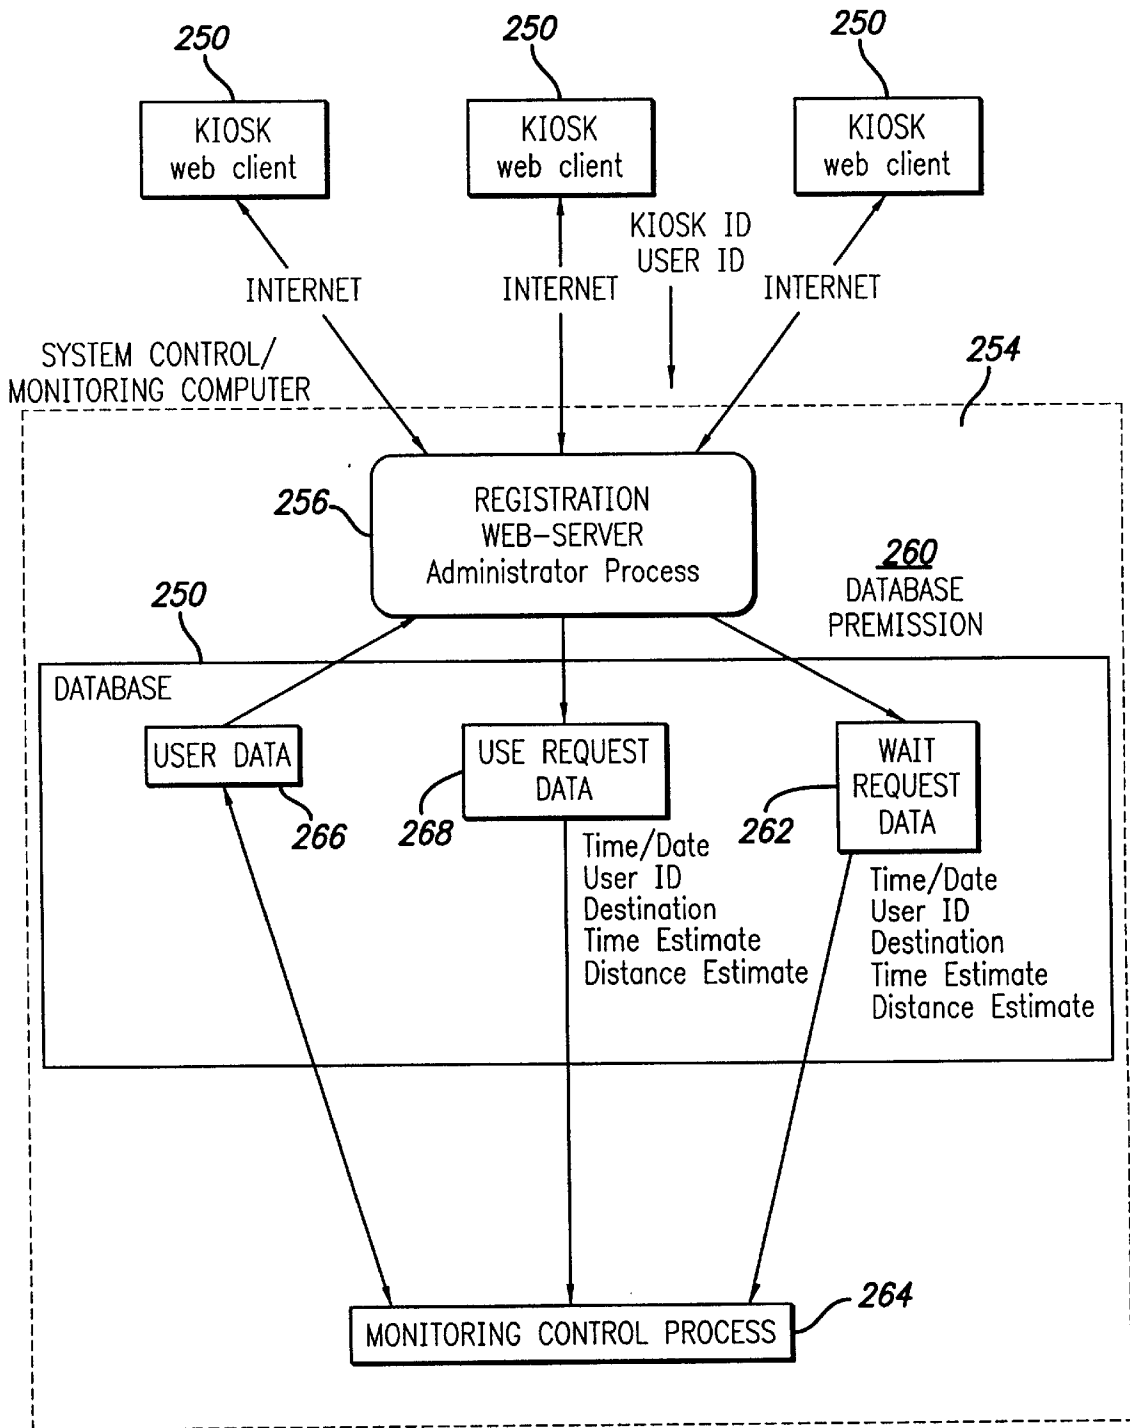 250
250
250
KIOSK
web client
KIOSK
web client
KIOSK
web client
KIOSK ID
USER ID
INTERNET
INTERNET
INTERNET
SYSTEM CONTROL/
MONITORING COMPUTER
254
256
REGISTRATION
WEB-SERVER
Administrator Process
260
DATABASE
PREMISSION
250
DATABASE
USER DATA
266
USE REQUEST
DATA
268
WAIT
REQUEST
DATA
262
Time/Date
User ID
Destination
Time Estimate
Distance Estimate
Time/Date
User ID
Destination
Time Estimate
Distance Estimate
MONITORING CONTROL PROCESS
264